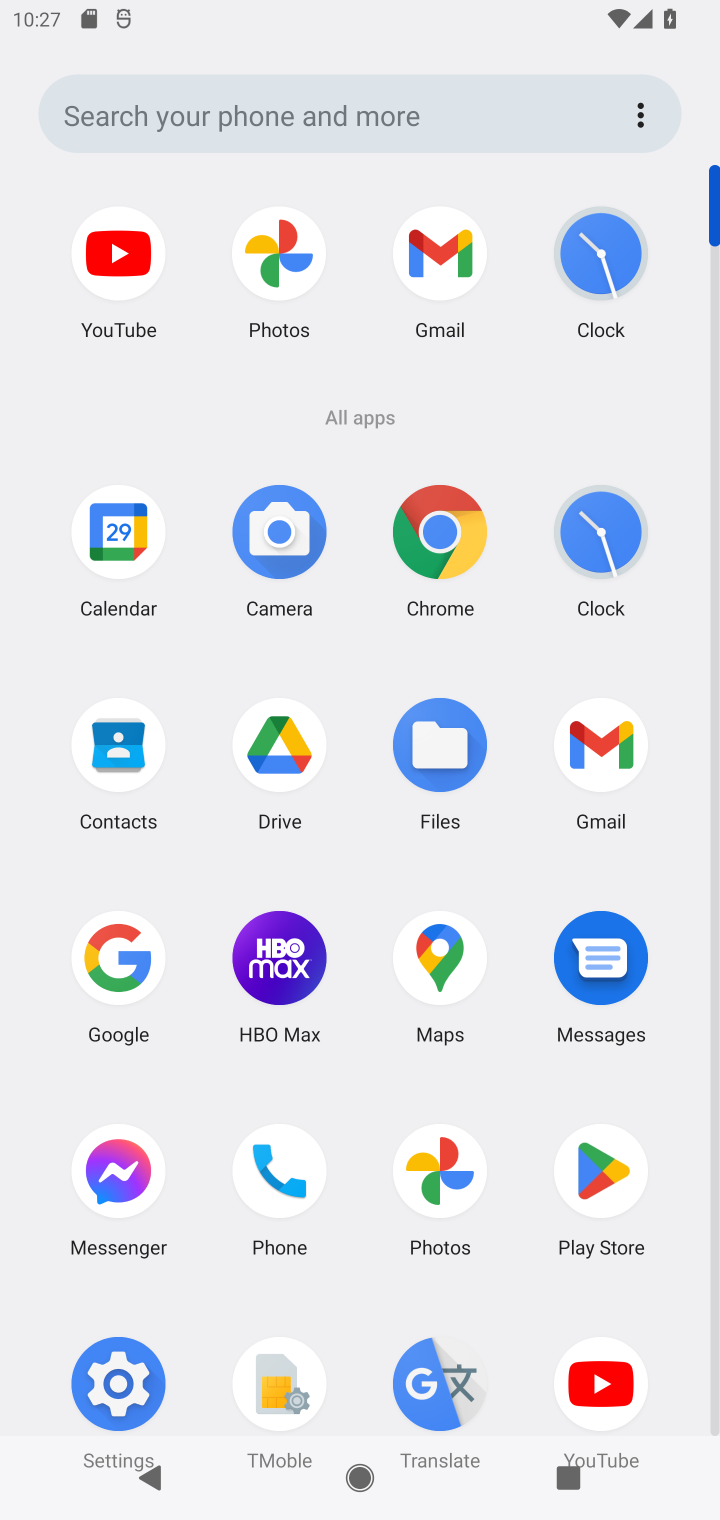 10:27
Search your phone and more
YouTube Photos Gmail Clock
All apps
29
Calendar Camera Chrome Clock
Contacts Drive Files Gmail
HBO max
Google HBO Max Maps Messages
Messenger Phone Photos Play Store
G 文
Settings TMoble Translate YouTube